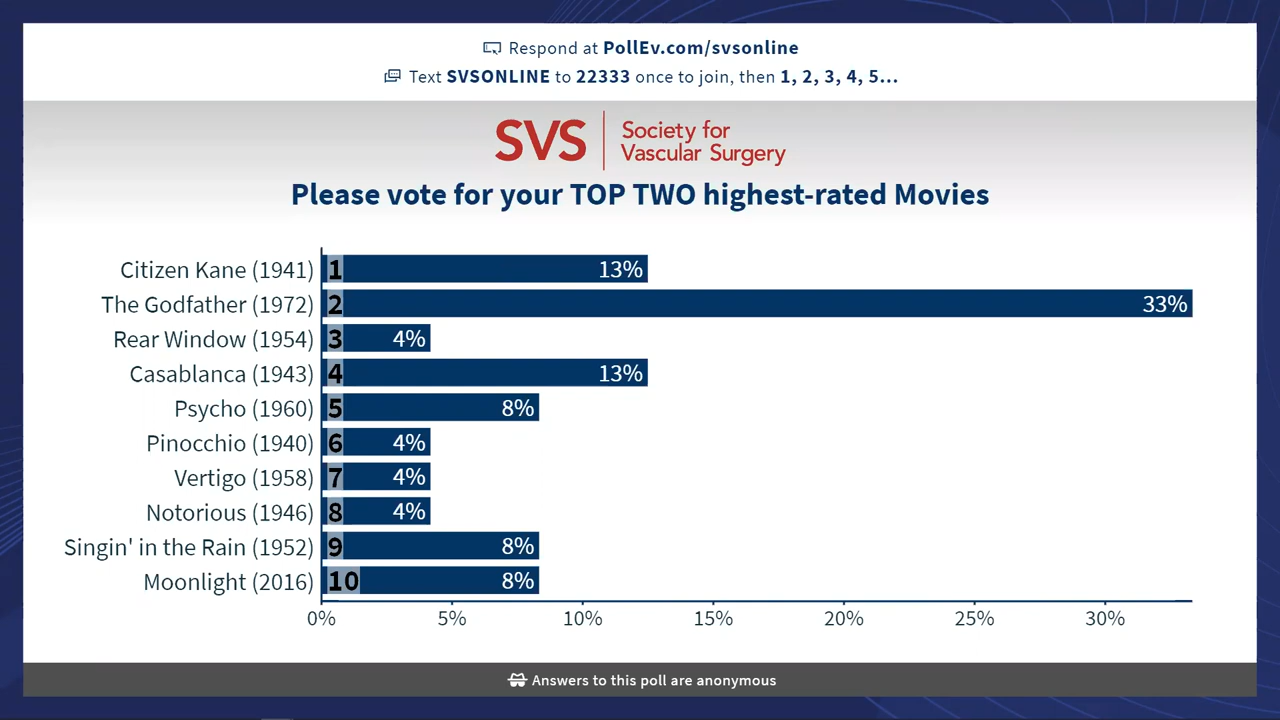 Respond at PollEv.com/svsonline
Text SVSONLINE to 22333 once to join, then 1, 2, 3, 4, 5...
SVS
Society for
Vascular Surgery
Please vote for your TOP TWO highest-rated Movies
Citizen Kane (1941) 1 13%
The Godfather (1972) 2 33%
Rear Window (1954) 3 4%
Casablanca (1943) 4 13%
Psycho (1960) 5 8%
Pinocchio (1940) 6 4%
Vertigo (1958) 7 4%
Notorious (1946) 8 4%
Singin' in the Rain (1952) 9 8%
Moonlight (2016) 10 8%
0% 5% 10% 15% 20% 25% 30%
Answers to this poll are anonymous